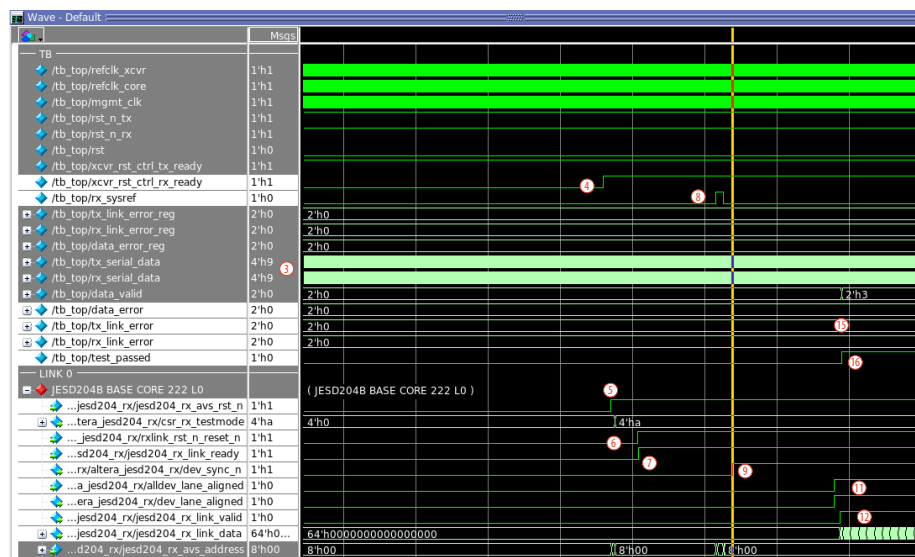 Wave - Default
Msgs
TB
/tb_top/refclk_xcvr 1'h1
/tb_top/refclk_core 1'h1
/tb_top/mgmt_clk 1'h1
/tb_top/rst_n_tx 1'h1
/tb_top/rst_n_rx 1'h1
/tb_top/rst 1'h0
/tb_top/xcvr_rst_ctrl_tx_ready 1'h1
/tb_top/xcvr_rst_ctrl_rx_ready 1'h1 4
/tb_top/rx_sysref 1'h0 8
/tb_top/tx_link_error_reg 2'h0 2'h0
/tb_top/rx_link_error_reg 2'h0 2'h0
/tb_top/data_error_reg 2'h0 2'h0
/tb_top/tx_serial_data 4'h9 3
/tb_top/rx_serial_data 4'h9
/tb_top/data_valid 2'h0 2'h0 2'h3
/tb_top/data_error 2'h0 2'h0
/tb_top/tx_link_error 2'h0 2'h0 15
/tb_top/rx_link_error 2'h0 2'h0
/tb_top/test_passed 1'h0 16
LINK 0
JESD204B BASE CORE 222 L0 ( JESD204B BASE CORE 222 L0 ) 5
...jesd204_rx/jesd204_rx_avs_rst_n 1'h1
...tera_jesd204_rx/csr_rx_testmode 4'ha 4'h0 4'ha
..._jesd204_rx/rxlink_rst_n_reset_n 1'h1 6
...sd204_rx/jesd204_rx_link_ready 1'h1 7
...rx/altera_jesd204_rx/dev_sync_n 1'h1 9
...a_jesd204_rx/alldev_lane_aligned 1'h0 11
...era_jesd204_rx/dev_lane_aligned 1'h0
...jesd204_rx/jesd204_rx_link_valid 1'h0 12
...jesd204_rx/jesd204_rx_link_data 64'h0... 64'h0000000000000000
...d204_rx/jesd204_rx_avs_address 8'h00 8'h00 8'h00 8'h00